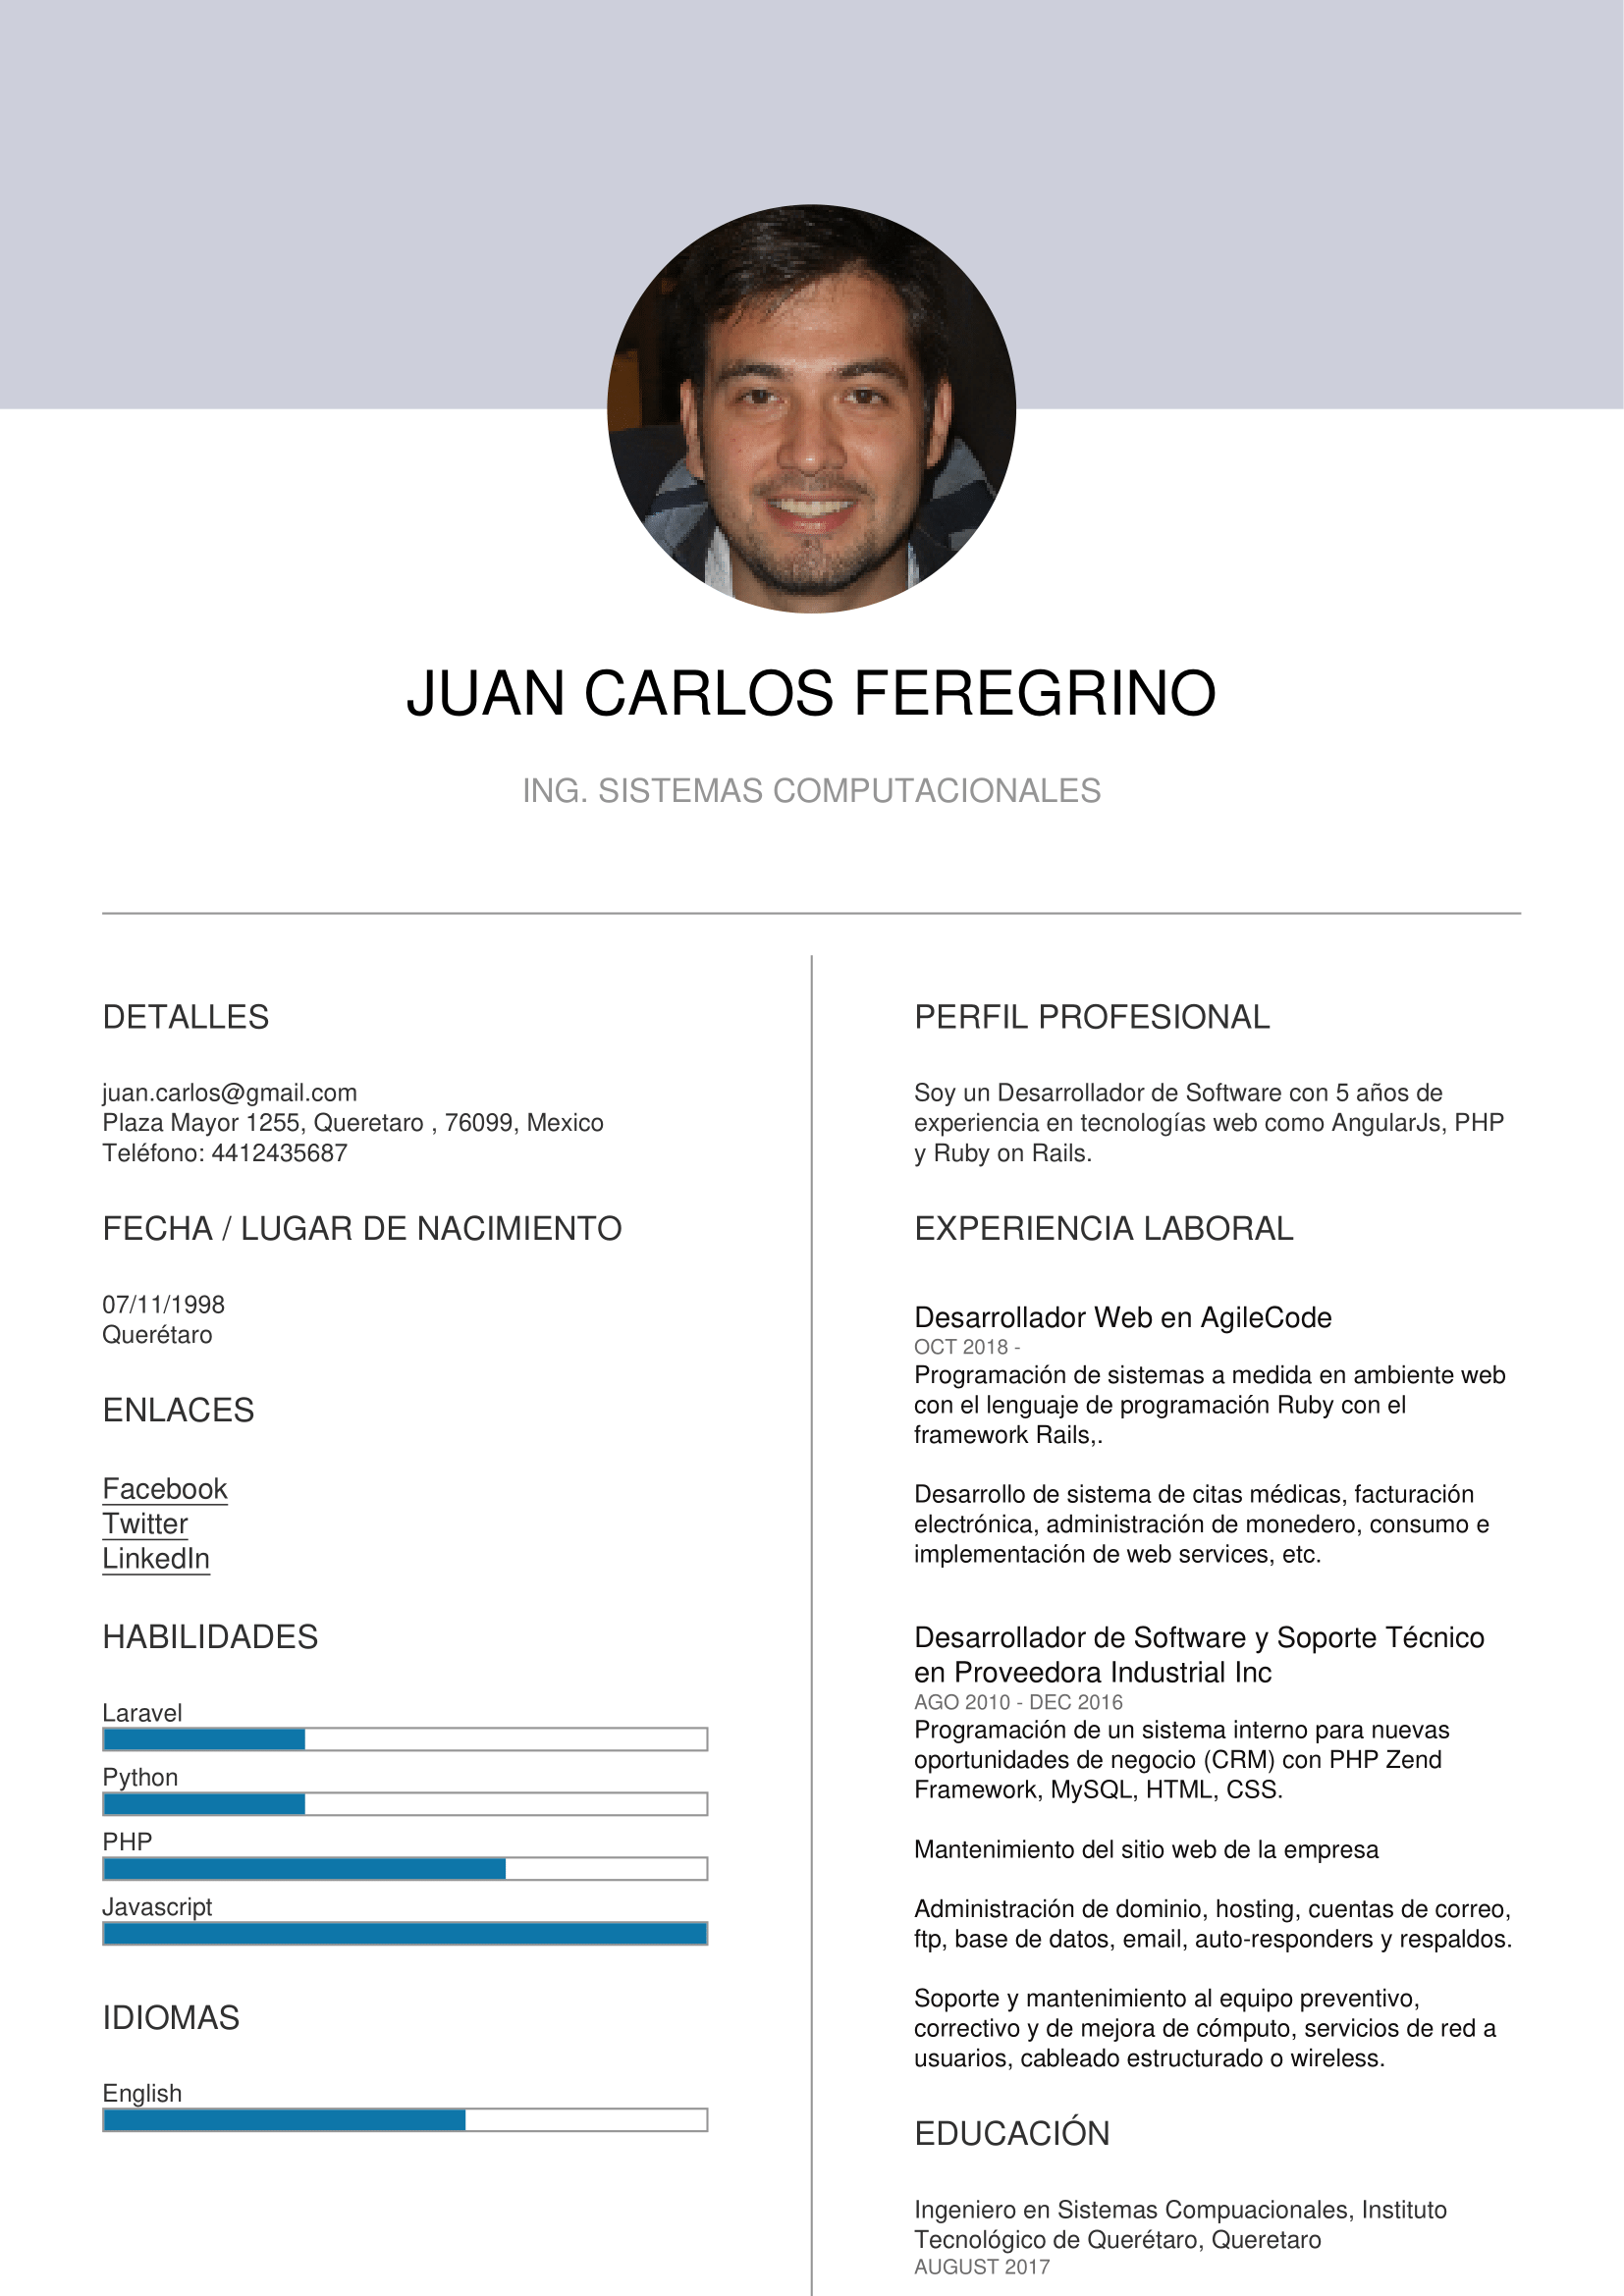 JUAN CARLOS FEREGRINO
ING. SISTEMAS COMPUTACIONALES
DETALLES
juan.carlos@gmail.com
Plaza Mayor 1255, Queretaro , 76099, Mexico
Teléfono: 4412435687
FECHA / LUGAR DE NACIMIENTO
07/11/1998
Querétaro
ENLACES
Facebook
Twitter
LinkedIn
HABILIDADES
Laravel
Python
PHP
Javascript
IDIOMAS
English
PERFIL PROFESIONAL
Soy un Desarrollador de Software con 5 años de
experiencia en tecnologías web como AngularJs, PHP
y Ruby on Rails.
EXPERIENCIA LABORAL
Desarrollador Web en AgileCode
OCT 2018 -
Programación de sistemas a medida en ambiente web
con el lenguaje de programación Ruby con el
framework Rails,.
Desarrollo de sistema de citas médicas, facturación
electrónica, administración de monedero, consumo e
implementación de web services, etc.
Desarrollador de Software y Soporte Técnico
en Proveedora Industrial Inc
AGO 2010 - DEC 2016
Programación de un sistema interno para nuevas
oportunidades de negocio (CRM) con PHP Zend
Framework, MySQL, HTML, CSS.
Mantenimiento del sitio web de la empresa
Administración de dominio, hosting, cuentas de correo,
ftp, base de datos, email, auto-responders y respaldos.
Soporte y mantenimiento al equipo preventivo,
correctivo y de mejora de cómputo, servicios de red a
usuarios, cableado estructurado o wireless.
EDUCACIÓN
Ingeniero en Sistemas Compuacionales, Instituto
Tecnológico de Querétaro, Queretaro
AUGUST 2017